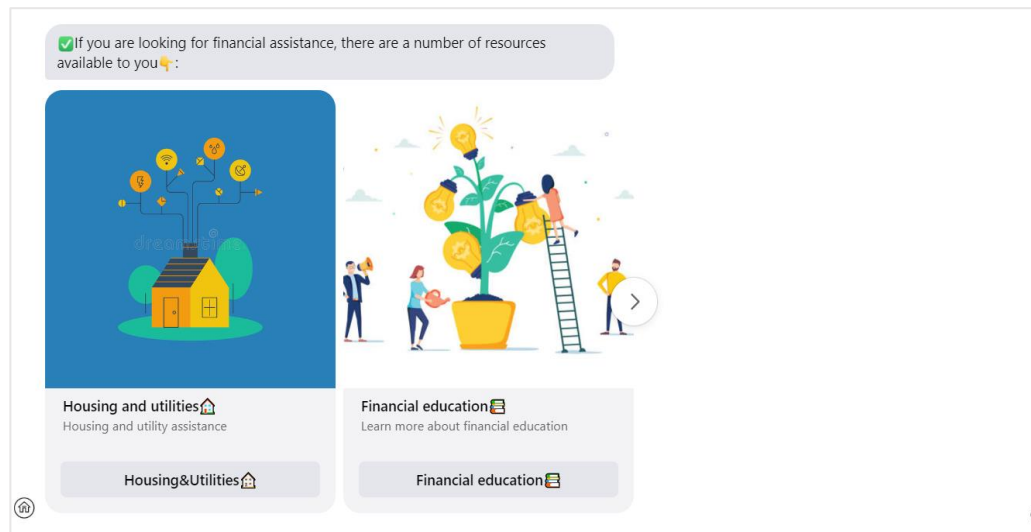 ✅If you are looking for financial assistance, there are a number of resources
available to you👇:
dreamstime
Housing and utilities🏠
Housing and utility assistance
Housing&Utilities🏠
Financial education📚
Learn more about financial education
Financial education📚